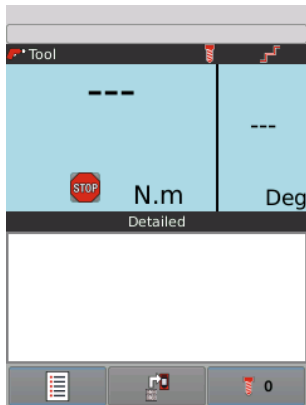 Tool
---
---
STOP
N.m
Deg
Detailed
0